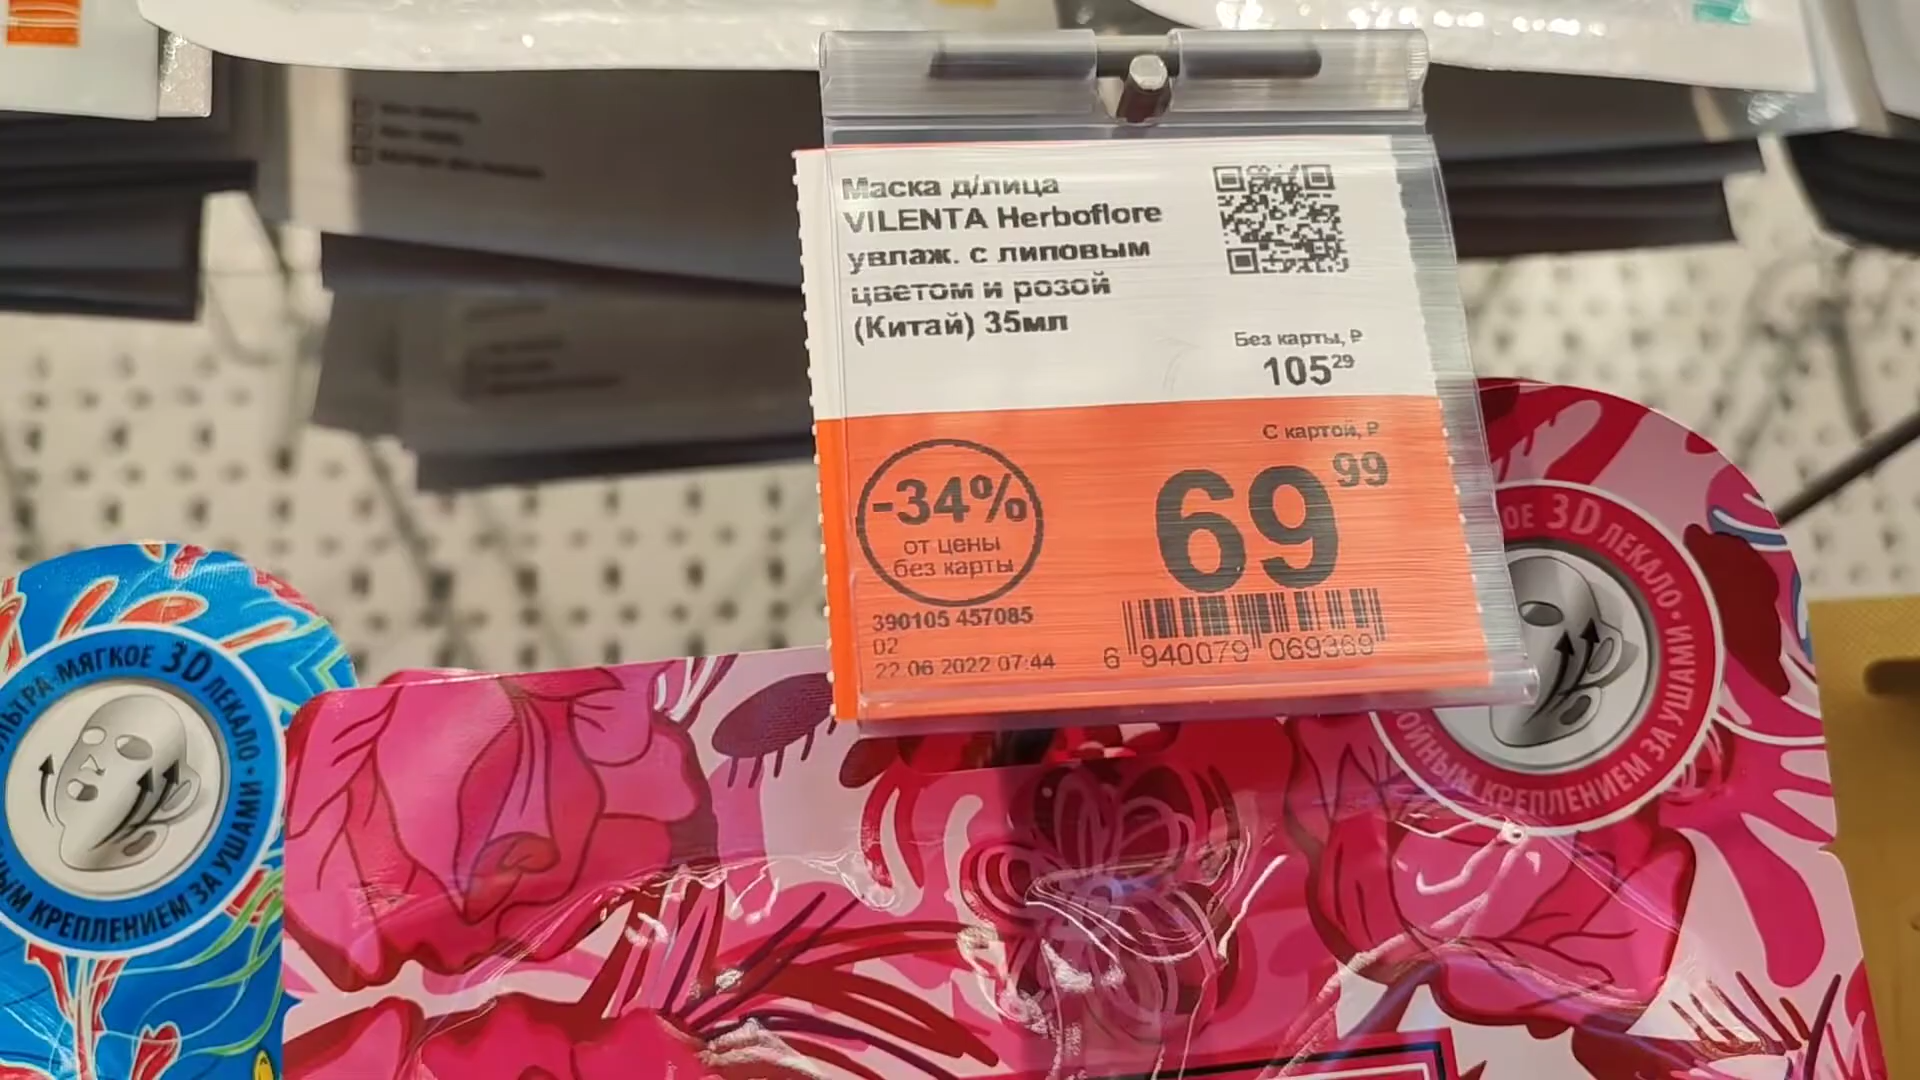 Маска д/лица
VILENTA Herboflore
увлаж. с липовым
цветом и розой
(Китай) 35мл
Без карты, ₽
105 29
С картой, ₽
69 99
-34%
от цены
без карты
390105 457085
02
22.06 2022 07:44
6 940079 069369
УЛЬТРА-МЯГКОЕ 3D ЛЕКАЛО •
КРЕПЛЕНИЕМ ЗА УШАМИ •
3D ЛЕКАЛО •
КРЕПЛЕНИЕМ ЗА УШАМИ •